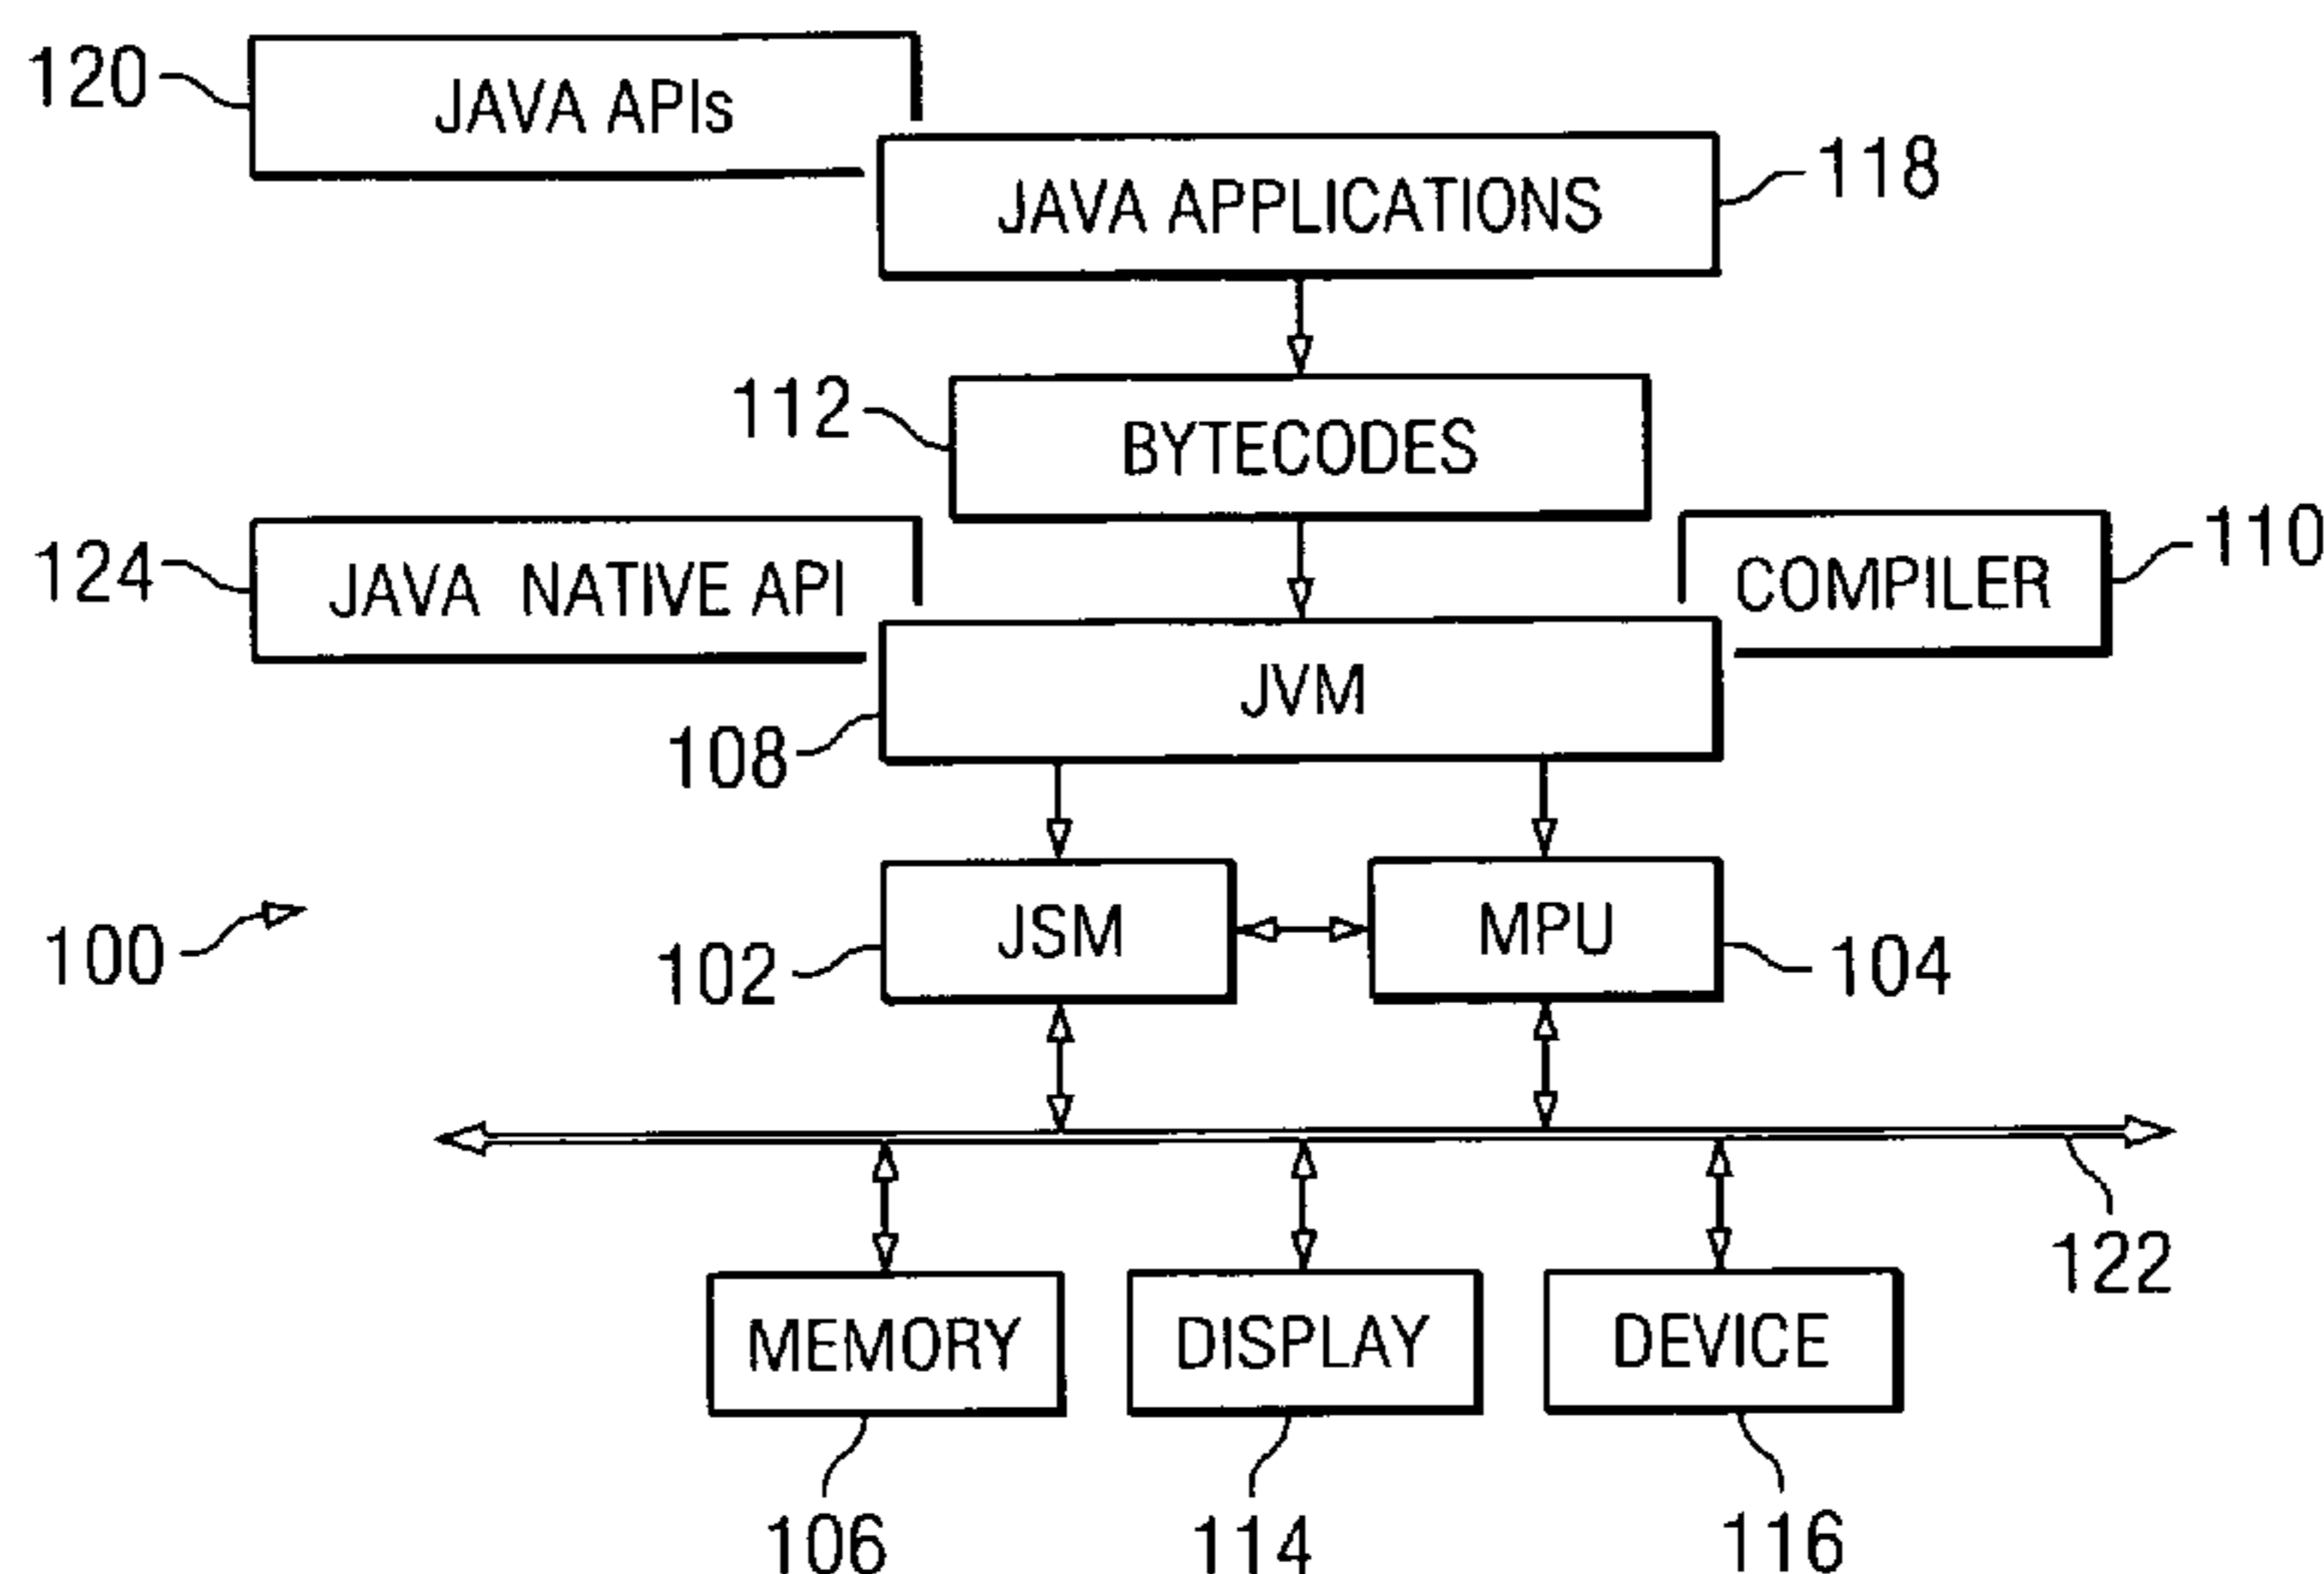 120
JAVA APIs
JAVA APPLICATIONS
118
112
BYTECODES
124
JAVA NATIVE API
COMPILER
110
JVM
108
100
JSM
MPU
102
104
122
MEMORY
DISPLAY
DEVICE
106
114
116